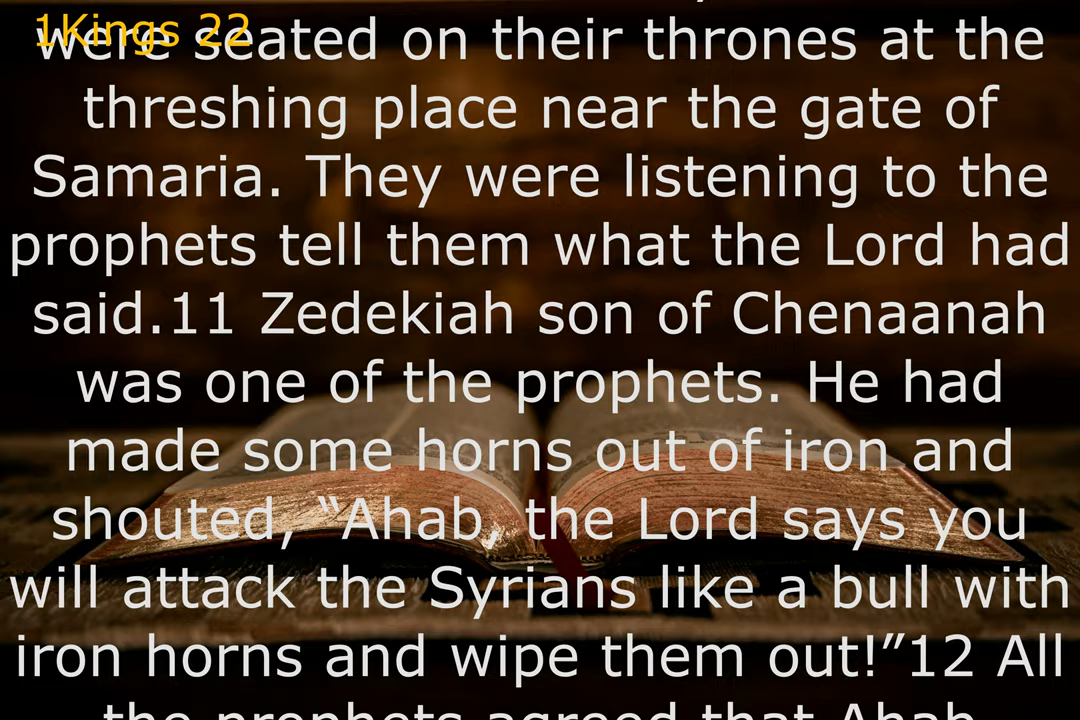 1Kings 22
were seated on their thrones at the
threshing place near the gate of
Samaria. They were listening to the
prophets tell them what the Lord had
said.11 Zedekiah son of Chenaanah
was one of the prophets. He had
made some horns out of iron and
shouted, “Ahab, the Lord says you
will attack the Syrians like a bull with
iron horns and wipe them out!”12 All
the prophets agreed that Ahab